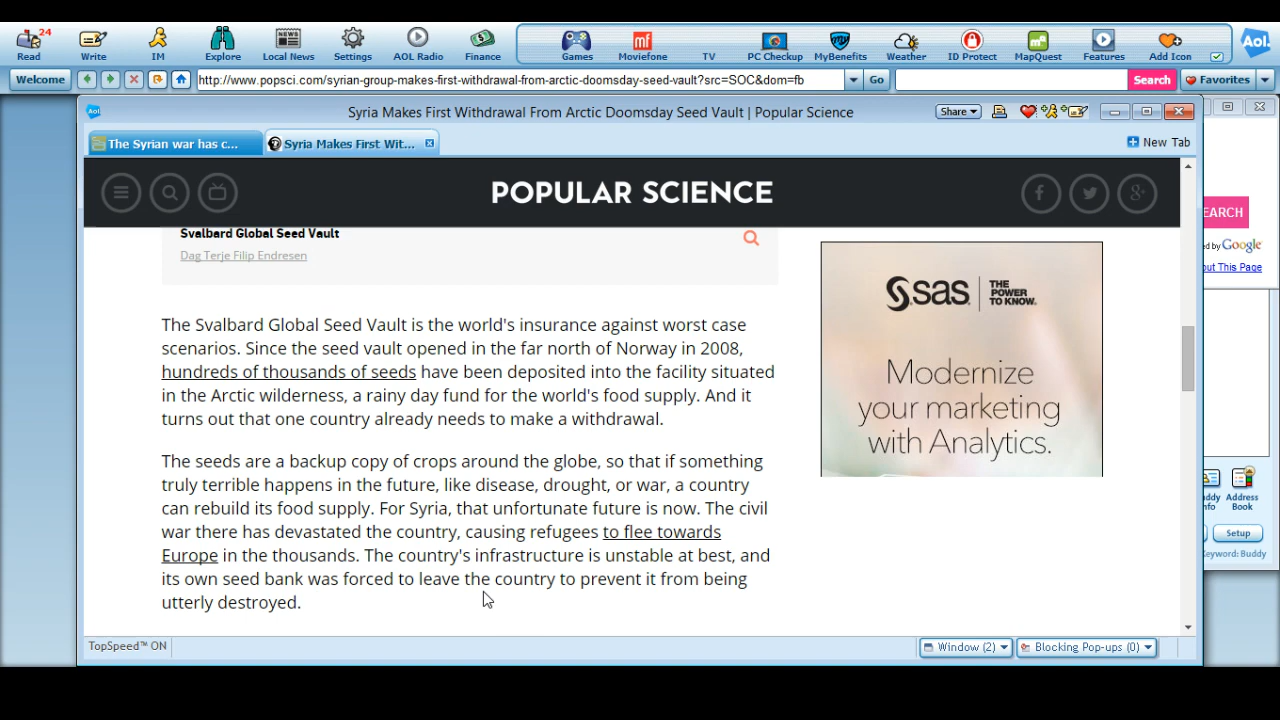 24
Read
Write
IM
Explore
NEWS
Local News
Settings
AOL Radio
Finance
Games
mf
Moviefone
TV
PC Checkup
My
MyBenefits
Weather
ID Protect
m
MapQuest
Features
Add Icon
Aol.
Welcome
http://www.popsci.com/syrian-group-makes-first-withdrawal-from-arctic-doomsday-seed-vault?src=SOC&dom=fb
Go
Search
Favorites
Aol
Syria Makes First Withdrawal From Arctic Doomsday Seed Vault | Popular Science
Share
The Syrian war has c...
Syria Makes First Wit...
New Tab
POPULAR SCIENCE
Svalbard Global Seed Vault
Dag Terje Filip Endresen
The Svalbard Global Seed Vault is the world's insurance against worst case
scenarios. Since the seed vault opened in the far north of Norway in 2008,
hundreds of thousands of seeds have been deposited into the facility situated
in the Arctic wilderness, a rainy day fund for the world's food supply. And it
turns out that one country already needs to make a withdrawal.
The seeds are a backup copy of crops around the globe, so that if something
truly terrible happens in the future, like disease, drought, or war, a country
can rebuild its food supply. For Syria, that unfortunate future is now. The civil
war there has devastated the country, causing refugees to flee towards
Europe in the thousands. The country's infrastructure is unstable at best, and
its own seed bank was forced to leave the country to prevent it from being
utterly destroyed.
sas
THE
POWER
TO KNOW.
Modernize
your marketing
with Analytics.
EARCH
ed by Google
out This Page
uddy
Info
Address
Book
Setup
Keyword: Buddy
TopSpeed™ ON
Window (2)
Blocking Pop-ups (0)